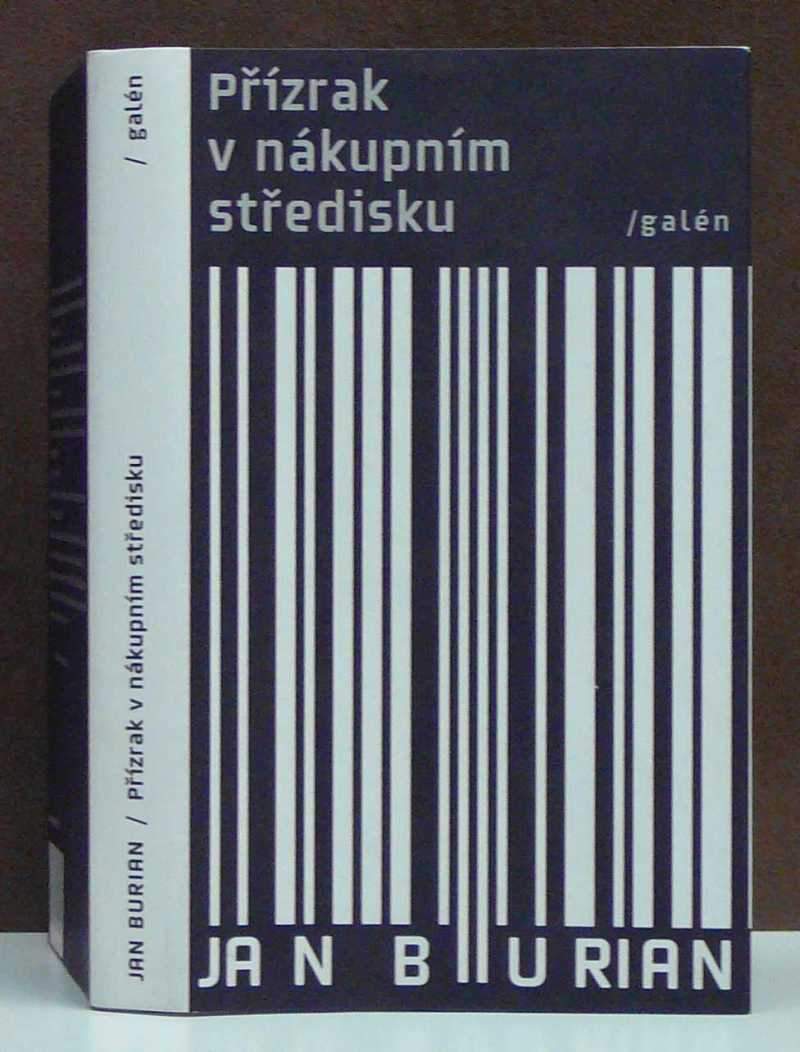 Přízrak
v nákupním
středisku
/galén
JAN BURIAN
JAN BURIAN / Přízrak v nákupním středisku
/ galén